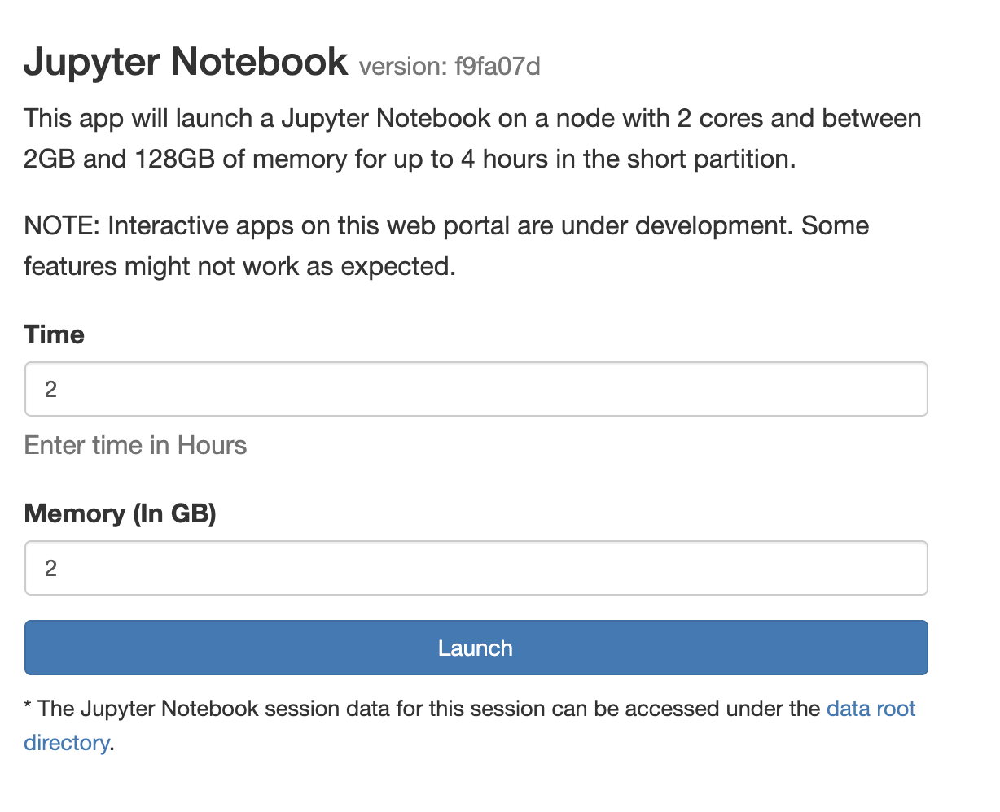 Jupyter Notebook version: f9fa07d
This app will launch a Jupyter Notebook on a node with 2 cores and between
2GB and 128GB of memory for up to 4 hours in the short partition.
NOTE: Interactive apps on this web portal are under development. Some
features might not work as expected.
Time
2
Enter time in Hours
Memory (In GB)
2
Launch
* The Jupyter Notebook session data for this session can be accessed under the data root
directory.